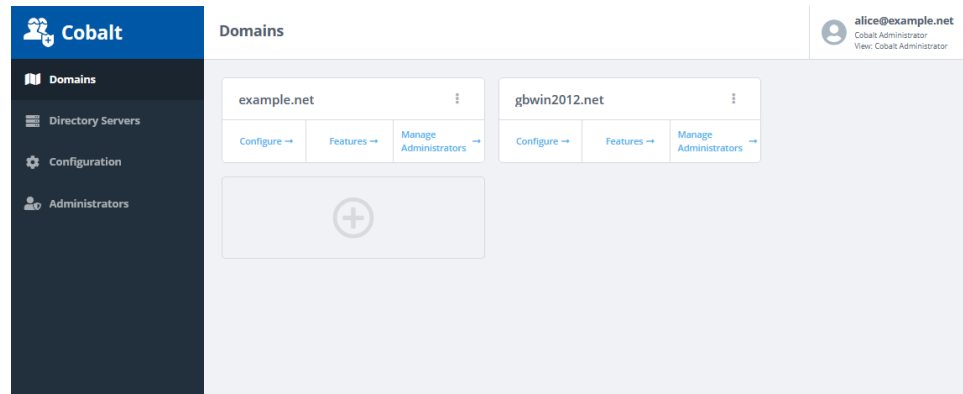 Cobalt
Domains
alice@example.net
Cobalt Administrator
View: Cobalt Administrator
Domains
Directory Servers
Configuration
Administrators
example.net
Configure →
Features →
Manage
Administrators →
gbwin2012.net
Configure →
Features →
Manage
Administrators →